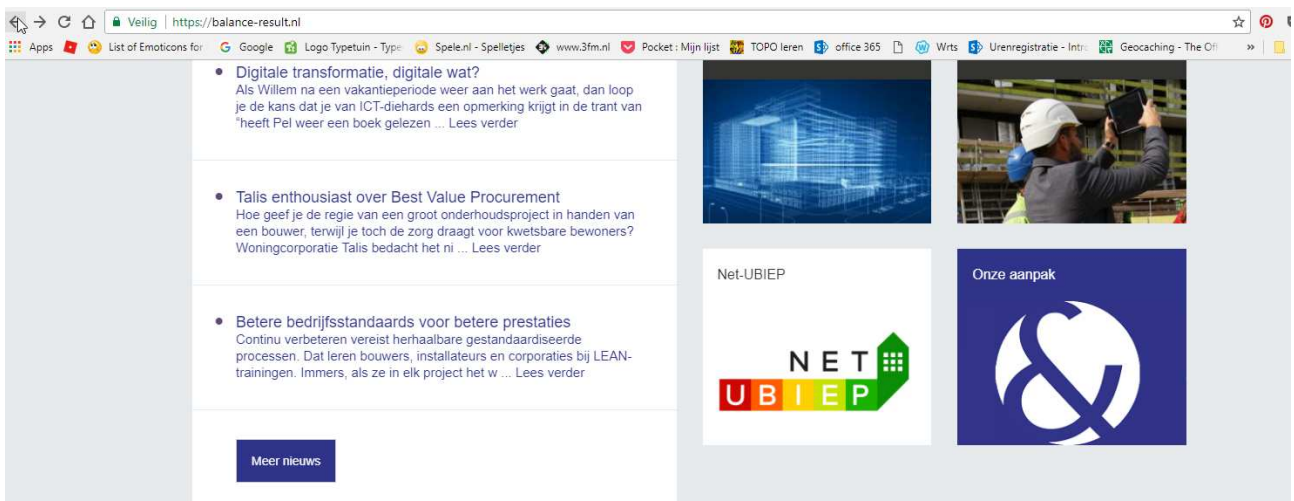 Veilig | https://balance-result.nl
Apps List of Emoticons for Google Logo Typetuin - Type Spele.nl - Spelletjes www.3fm.nl Pocket : Mijn lijst TOPO leren office 365 Wrts Urenregistratie - Intr Geocaching - The Of »
Digitale transformatie, digitale wat?
Als Willem na een vakantieperiode weer aan het werk gaat, dan loop
je de kans dat je van ICT-diehards een opmerking krijgt in de trant van
“heeft Pel weer een boek gelezen ... Lees verder
Talis enthousiast over Best Value Procurement
Hoe geef je de regie van een groot onderhoudsproject in handen van
een bouwer, terwijl je toch de zorg draagt voor kwetsbare bewoners?
Woningcorporatie Talis bedacht het ni ... Lees verder
Betere bedrijfsstandaards voor betere prestaties
Continu verbeteren vereist herhaalbare gestandaardiseerde
processen. Dat leren bouwers, installateurs en corporaties bij LEAN-
trainingen. Immers, als ze in elk project het w ... Lees verder
Meer nieuws
Net-UBIEP
NET
UBIEP
Onze aanpak
&